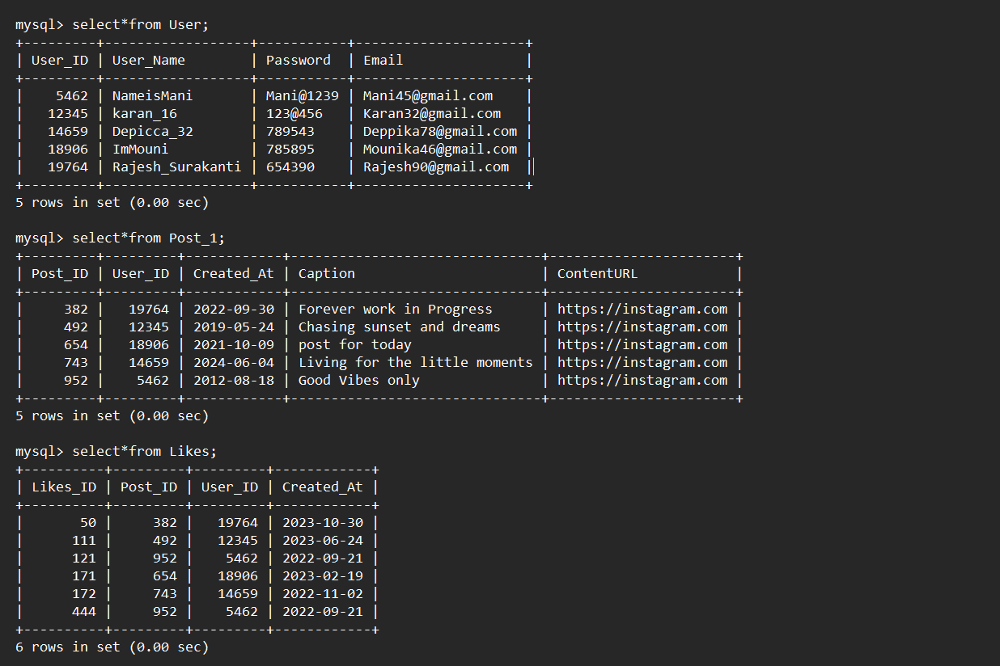 mysql> select*from User;
+---------+------------------+-----------+---------------------+
| User_ID | User_Name        | Password  | Email               |
+---------+------------------+-----------+---------------------+
|    5462 | NameisMani       | Mani@1239 | Mani45@gmail.com    |
|   12345 | karan_16         | 123@456   | Karan32@gmail.com   |
|   14659 | Depicca_32       | 789543    | Deppika78@gmail.com |
|   18906 | ImMouni          | 785895    | Mounika46@gmail.com |
|   19764 | Rajesh_Surakanti | 654390    | Rajesh90@gmail.com  |
+---------+------------------+-----------+---------------------+
5 rows in set (0.00 sec)

mysql> select*from Post_1;
+---------+---------+------------+-------------------------------+-----------------------+
| Post_ID | User_ID | Created_At | Caption                       | ContentURL            |
+---------+---------+------------+-------------------------------+-----------------------+
|     382 |   19764 | 2022-09-30 | Forever work in Progress      | https://instagram.com |
|     492 |   12345 | 2019-05-24 | Chasing sunset and dreams     | https://instagram.com |
|     654 |   18906 | 2021-10-09 | post for today                | https://instagram.com |
|     743 |   14659 | 2024-06-04 | Living for the little moments | https://instagram.com |
|     952 |    5462 | 2012-08-18 | Good Vibes only               | https://instagram.com |
+---------+---------+------------+-------------------------------+-----------------------+
5 rows in set (0.00 sec)

mysql> select*from Likes;
+----------+---------+---------+------------+
| Likes_ID | Post_ID | User_ID | Created_At |
+----------+---------+---------+------------+
|       50 |     382 |   19764 | 2023-10-30 |
|      111 |     492 |   12345 | 2023-06-24 |
|      121 |     952 |    5462 | 2022-09-21 |
|      171 |     654 |   18906 | 2023-02-19 |
|      172 |     743 |   14659 | 2022-11-02 |
|      444 |     952 |    5462 | 2022-09-21 |
+----------+---------+---------+------------+
6 rows in set (0.00 sec)